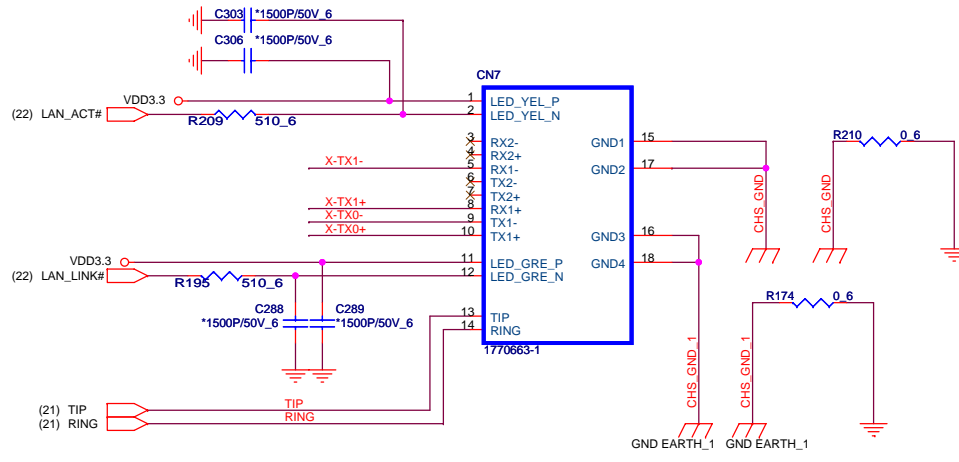 C303 *1500P/50V_6
C306 *1500P/50V_6
CN7
VDD3.3
1 LED_YEL_P
(22) LAN_ACT#
2 LED_YEL_N
R209 510_6
3 RX2-
GND1 15
R210 0_6
4 RX2+
X-TX1-
5 RX1-
GND2 17
6 TX2-
7 TX2+
X-TX1+
8 RX1+
X-TX0-
9 TX1-
X-TX0+
10 TX1+
GND3 16
CHS_GND
CHS_GND
VDD3.3
11 LED_GRE_P
GND4 18
(22) LAN_LINK#
12 LED_GRE_N
R195 510_6
R174 0_6
C288
*1500P/50V_6
C289
*1500P/50V_6
13 TIP
14 RING
1770663-1
CHS_GND_1
CHS_GND_1
(21) TIP
TIP
(21) RING
RING
GND EARTH_1
GND EARTH_1